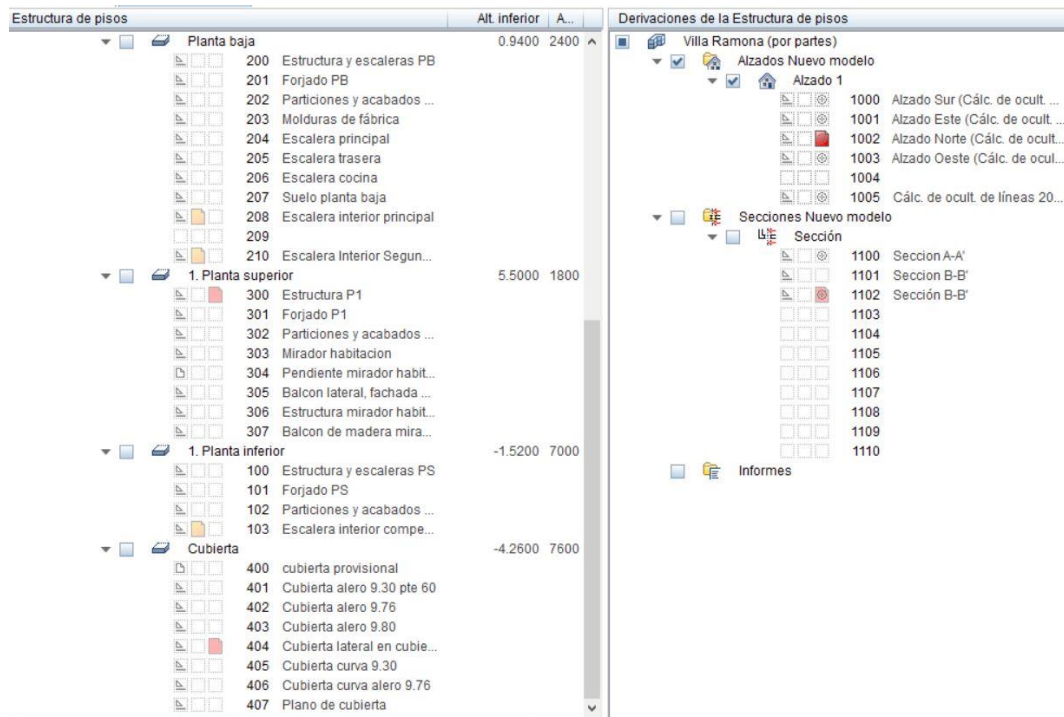 Estructura de pisos Alt. inferior A...
Planta baja 0.9400 2400
200 Estructura y escaleras PB
201 Forjado PB
202 Particiones y acabados ...
203 Molduras de fábrica
204 Escalera principal
205 Escalera trasera
206 Escalera cocina
207 Suelo planta baja
208 Escalera interior principal
209
210 Escalera Interior Segun...
1. Planta superior 5.5000 1800
300 Estructura P1
301 Forjado P1
302 Particiones y acabados ...
303 Mirador habitacion
304 Pendiente mirador habit...
305 Balcon lateral, fachada ...
306 Estructura mirador habit...
307 Balcon de madera mira...
1. Planta inferior -1.5200 7000
100 Estructura y escaleras PS
101 Forjado PS
102 Particiones y acabados ...
103 Escalera interior compe...
Cubierta -4.2600 7600
400 cubierta provisional
401 Cubierta alero 9.30 pte 60
402 Cubierta alero 9.76
403 Cubierta alero 9.80
404 Cubierta lateral en cubie...
405 Cubierta curva 9.30
406 Cubierta curva alero 9.76
407 Plano de cubierta
Derivaciones de la Estructura de pisos
Villa Ramona (por partes)
Alzados Nuevo modelo
Alzado 1
1000 Alzado Sur (Cálc. de ocult. ...
1001 Alzado Este (Cálc. de ocult. ...
1002 Alzado Norte (Cálc. de ocult...
1003 Alzado Oeste (Cálc. de ocul...
1004
1005 Cálc. de ocult. de líneas 20...
Secciones Nuevo modelo
Sección
1100 Seccion A-A'
1101 Seccion B-B'
1102 Sección B-B'
1103
1104
1105
1106
1107
1108
1109
1110
Informes